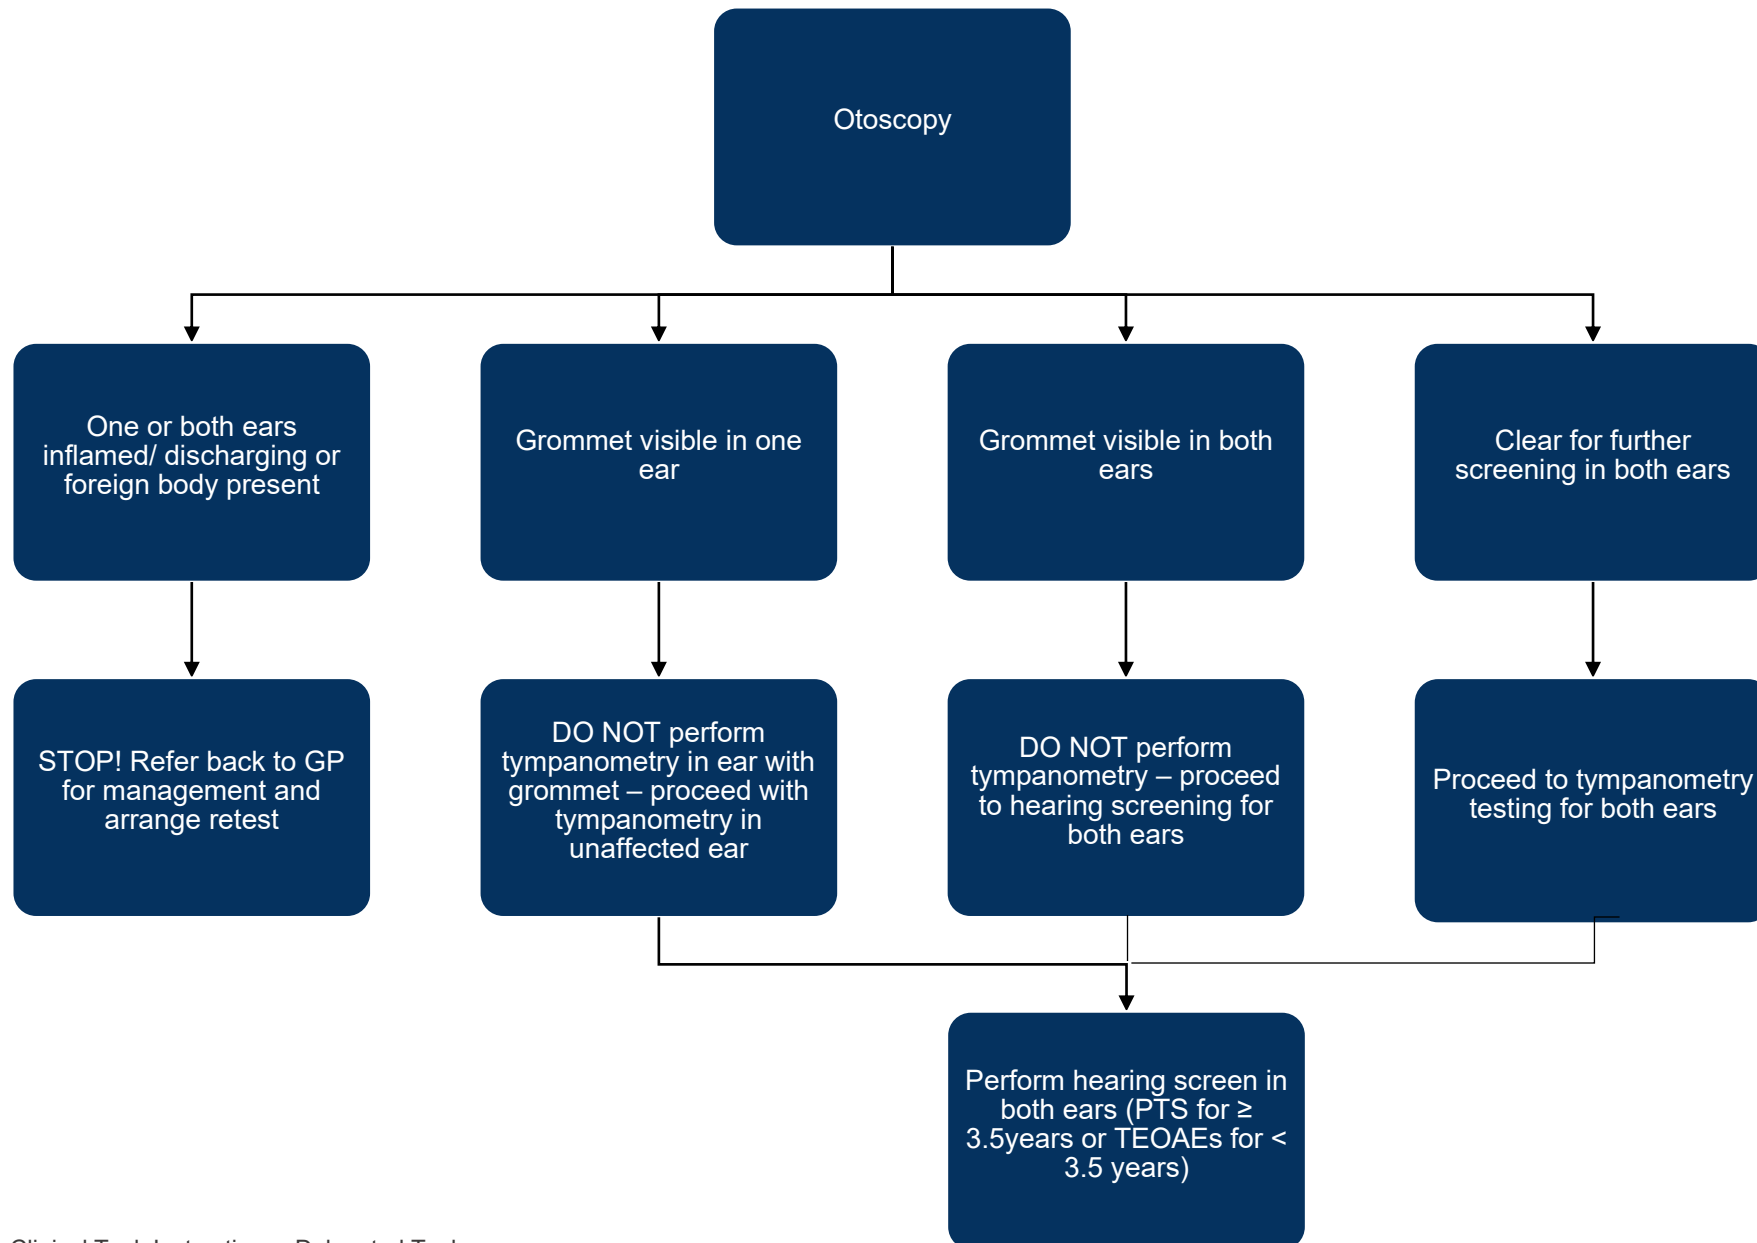 Otoscopy
One or both ears
inflamed/ discharging or
foreign body present
Grommet visible in one
ear
Grommet visible in both
ears
Clear for further
screening in both ears
STOP! Refer back to GP
for management and
arrange retest
DO NOT perform
tympanometry in ear with
grommet – proceed with
tympanometry in
unaffected ear
DO NOT perform
tympanometry – proceed
to hearing screening for
both ears
Proceed to tympanometry
testing for both ears
Perform hearing screen in
both ears (PTS for ≥
3.5years or TEOAEs for <
3.5 years)